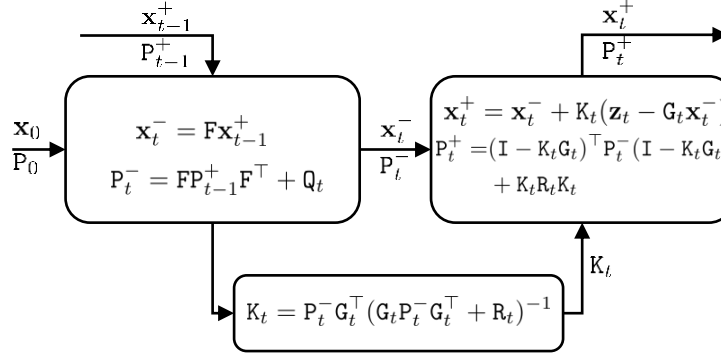 x⁺ₜ₋₁
P⁺ₜ₋₁
x₀
P₀
x⁻ₜ = Fx⁺ₜ₋₁
P⁻ₜ = FP⁺ₜ₋₁F^⊤ + Qₜ
x⁻ₜ
P⁻ₜ
x⁺ₜ
P⁺ₜ
x⁺ₜ = x⁻ₜ + Kₜ(zₜ − Gₜx⁻ₜ)
P⁺ₜ =(I − KₜGₜ)^⊤P⁻ₜ(I − KₜGₜ
+ KₜRₜKₜ
Kₜ
Kₜ = P⁻ₜG^⊤ₜ(GₜP⁻ₜG^⊤ₜ + Rₜ)⁻¹